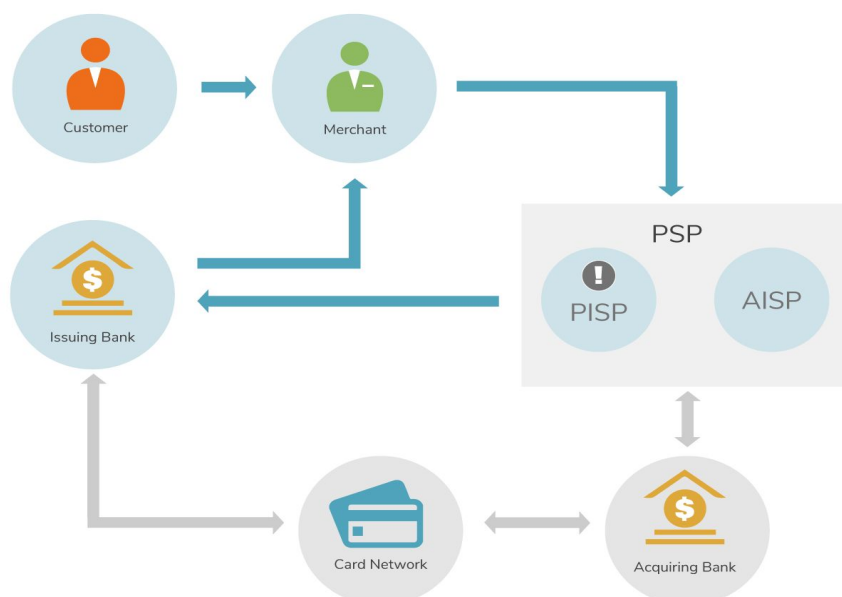 Customer
Merchant
PSP
PISP
AISP
Issuing Bank
Card Network
Acquiring Bank